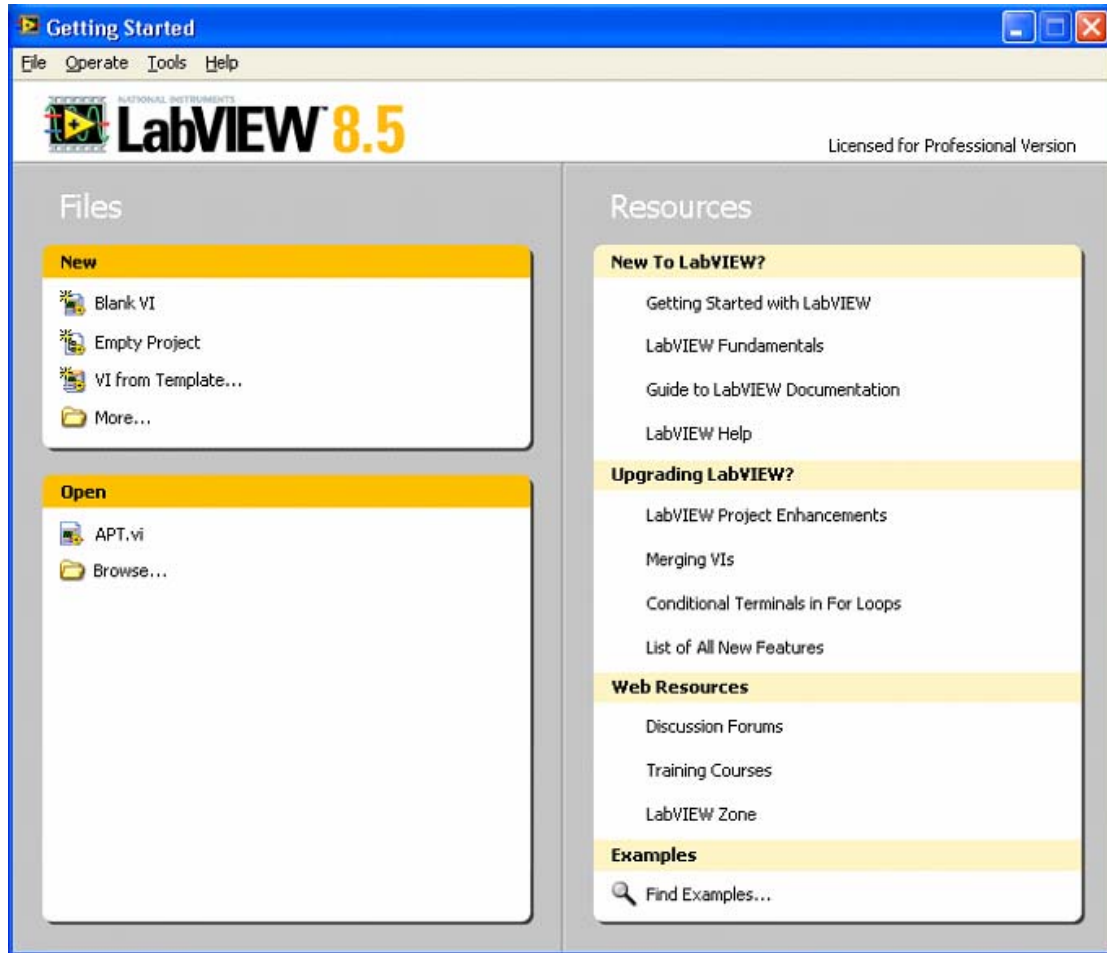 Getting Started
File Operate Tools Help
NATIONAL INSTRUMENTS
LabVIEW™ 8.5
Licensed for Professional Version
Files
New
Blank VI
Empty Project
VI from Template...
More...
Open
APT.vi
Browse...
Resources
New To LabVIEW?
Getting Started with LabVIEW
LabVIEW Fundamentals
Guide to LabVIEW Documentation
LabVIEW Help
Upgrading LabVIEW?
LabVIEW Project Enhancements
Merging VIs
Conditional Terminals in For Loops
List of All New Features
Web Resources
Discussion Forums
Training Courses
LabVIEW Zone
Examples
Find Examples...